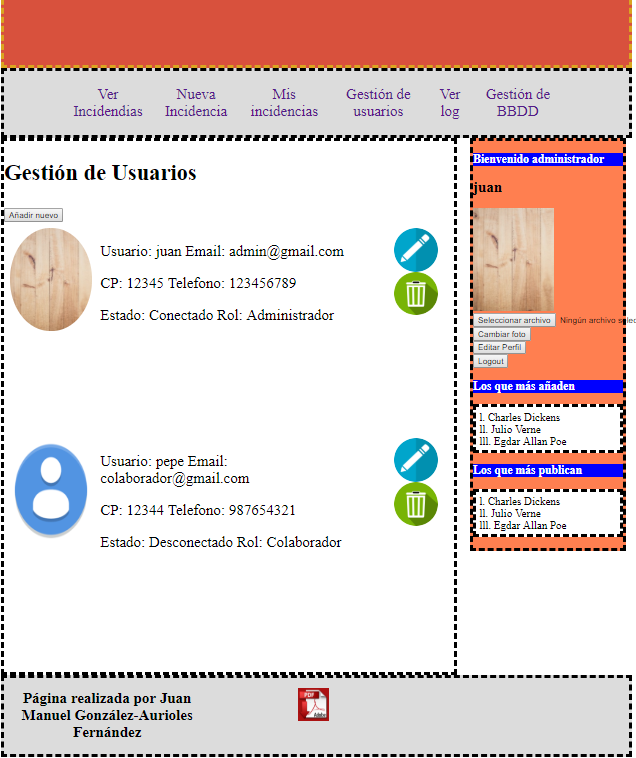 Ver Incidendias
Nueva Incidencia
Mis incidencias
Gestión de usuarios
Ver log
Gestión de BBDD
Gestión de Usuarios
Añadir nuevo
Usuario: juan Email: admin@gmail.com
CP: 12345 Telefono: 123456789
Estado: Conectado Rol: Administrador
Usuario: pepe Email:
colaborador@gmail.com
CP: 12344 Telefono: 987654321
Estado: Desconectado Rol: Colaborador
Bienvenido administrador
juan
Seleccionar archivo Ningún archivo selec
Cambiar foto
Editar Perfil
Logout
Los que más añaden
l. Charles Dickens
ll. Julio Verne
lll. Egdar Allan Poe
Los que más publican
l. Charles Dickens
ll. Julio Verne
lll. Egdar Allan Poe
Página realizada por Juan
Manuel González-Aurioles
Fernández
PDF
Adobe